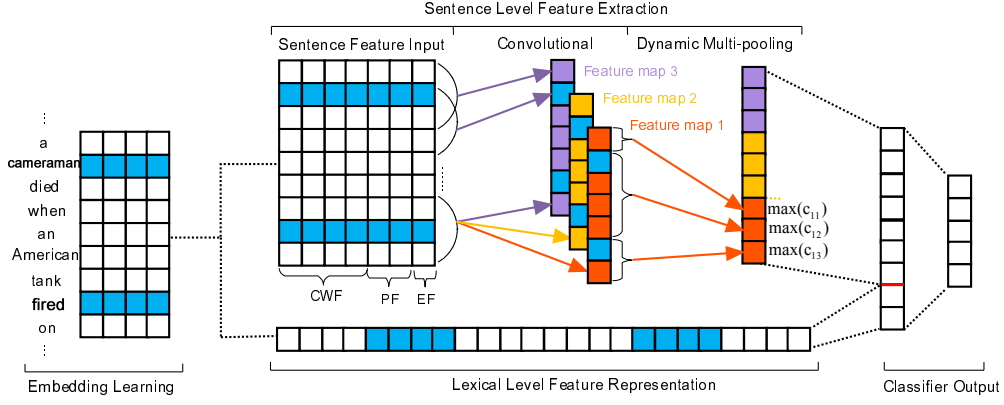 Sentence Level Feature Extraction
Sentence Feature Input
Convolutional
Dynamic Multi-pooling
Feature map 3
Feature map 2
Feature map 1
⋮
a
cameraman
died
when
an
American
tank
fired
on
⋮
......
...
max(c11)
max(c12)
max(c13)
CWF
PF
EF
Embedding Learning
Lexical Level Feature Representation
Classifier Output